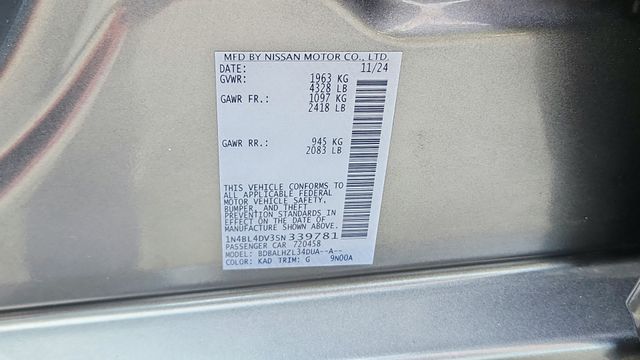 MFD BY NISSAN MOTOR CO., LTD.
DATE: 11/24
GVWR: 1963 KG
4328 LB
GAWR FR.: 1097 KG
2418 LB
GAWR RR.: 945 KG
2083 LB
THIS VEHICLE CONFORMS TO
ALL APPLICABLE FEDERAL
MOTOR VEHICLE SAFETY,
BUMPER, AND THEFT
PREVENTION STANDARDS IN
EFFECT ON THE DATE OF
MANUFACTURE SHOWN ABOVE.
1N4BL4DV3SN339781
PASSENGER CAR 720458
MODEL: BDBALHZL34DUA--A--
COLOR: KAD TRIM: G 9N00A